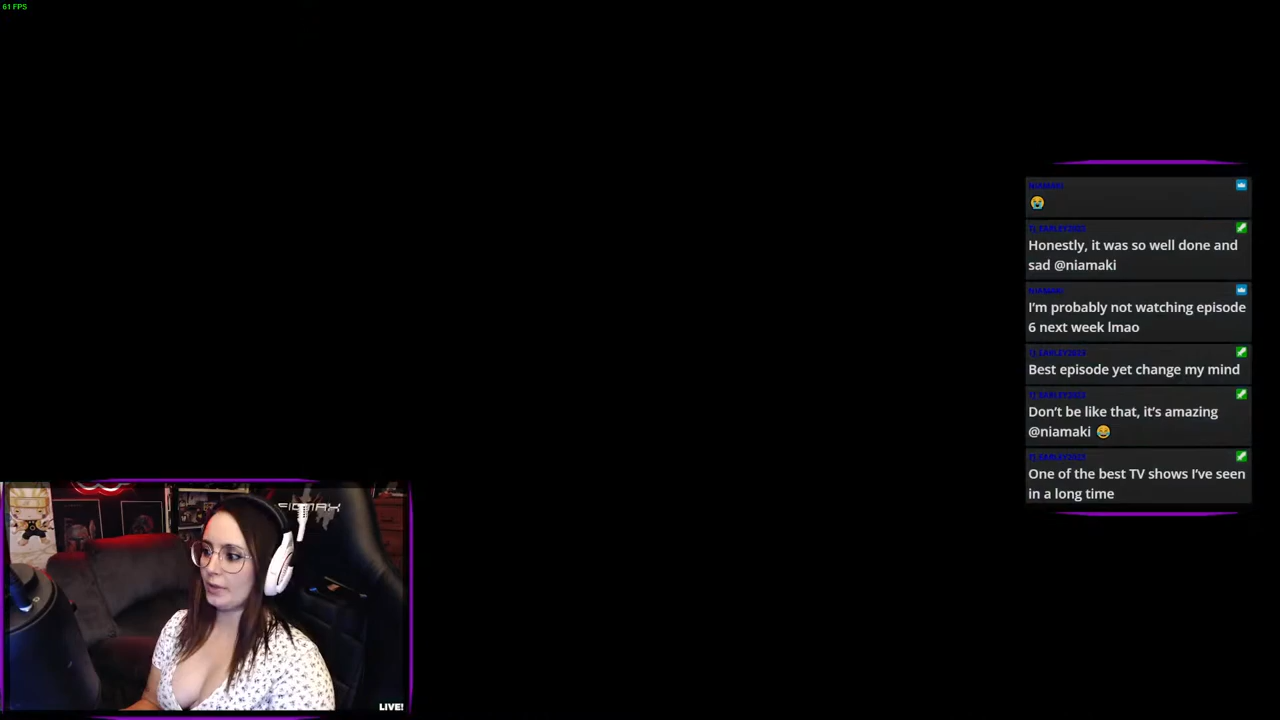 61 FPS
NIAMAKI
Honestly, it was so well done and
sad @niamaki
NIAMAKI
I'm probably not watching episode
6 next week lmao
Best episode yet change my mind
Don't be like that, it's amazing
@niamaki 😂
One of the best TV shows I've seen
in a long time
LIVE!